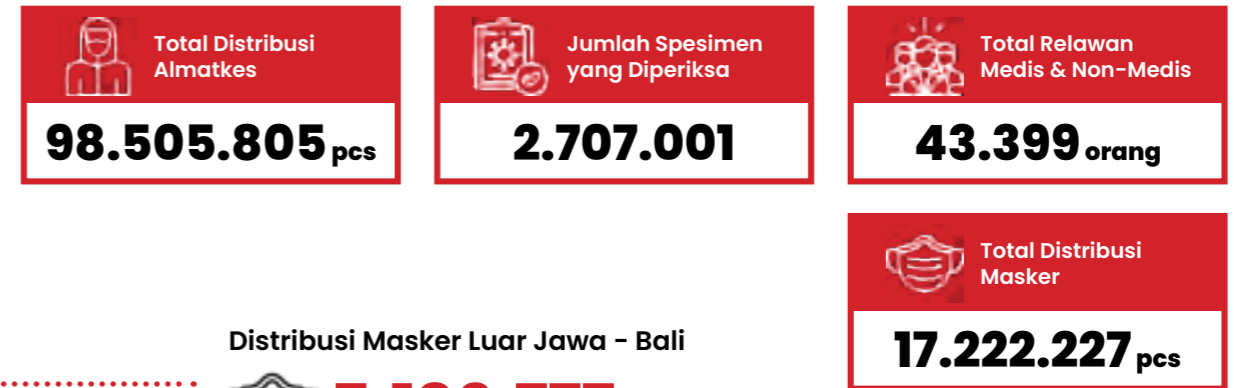 Total Distribusi
Almatkes
98.505.805 pcs
Jumlah Spesimen
yang Diperiksa
2.707.001
Total Relawan
Medis & Non-Medis
43.399 orang
Total Distribusi
Masker
17.222.227 pcs
Distribusi Masker Luar Jawa - Bali